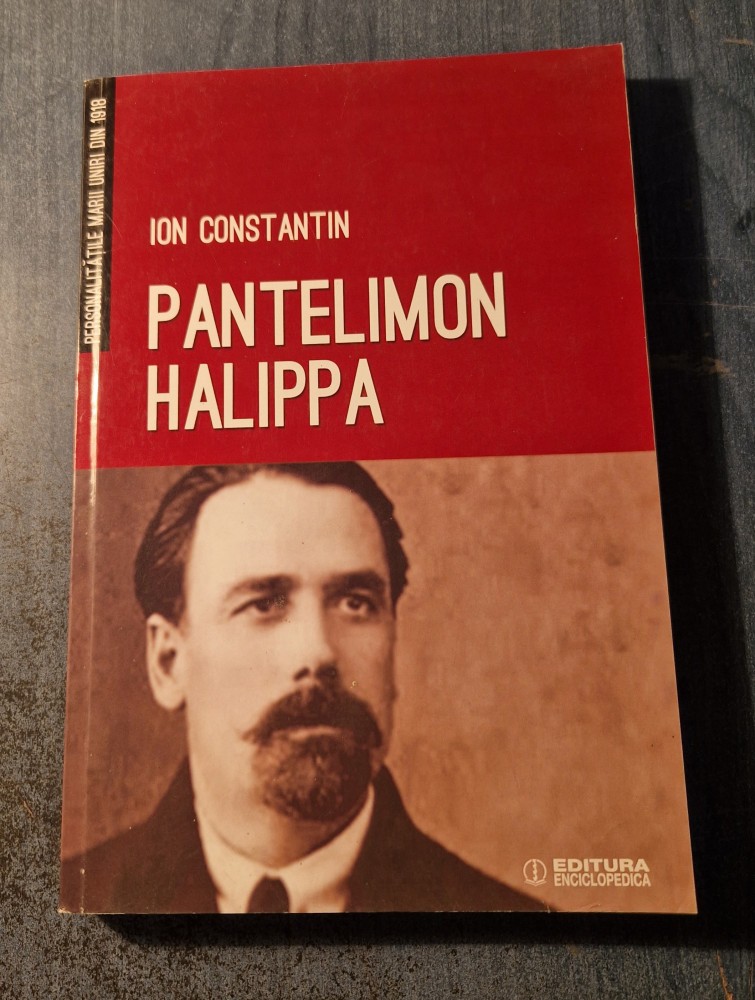 PERSONALITĂȚILE MARII UNIRI DIN 1918
ION CONSTANTIN
PANTELIMON
HALIPPA
EDITURA
ENCICLOPEDICA